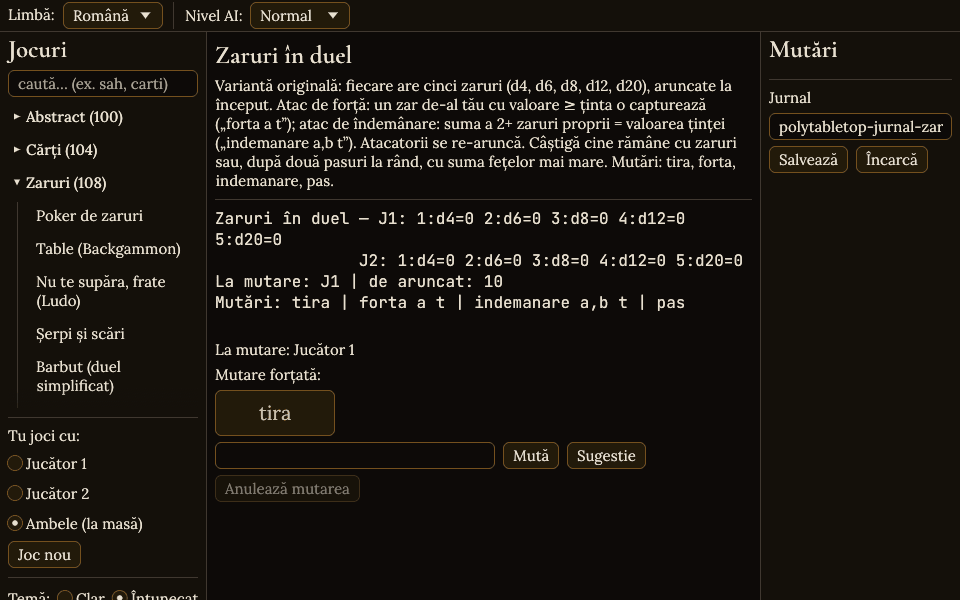 Limbă: Română ▼ Nivel AI: Normal ▼
Jocuri
caută... (ex. sah, carti)
▸ Abstract (100)
▸ Cărți (104)
▾ Zaruri (108)
Poker de zaruri
Table (Backgammon)
Nu te supăra, frate
(Ludo)
Șerpi și scări
Barbut (duel
simplificat)
Tu joci cu:
Jucător 1
Jucător 2
Ambele (la masă)
Joc nou
Temă: Clar Întunecat
Zaruri în duel
Variantă originală: fiecare are cinci zaruri (d4, d6, d8, d12, d20), aruncate la
început. Atac de forță: un zar de-al tău cu valoare ≥ ținta o capturează
(„forta a t”); atac de îndemânare: suma a 2+ zaruri proprii = valoarea țintei
(„indemanare a,b t”). Atacatorii se re-aruncă. Câștigă cine rămâne cu zaruri
sau, după două pasuri la rând, cu suma fețelor mai mare. Mutări: tira, forta,
indemanare, pas.
Zaruri în duel — J1: 1:d4=0 2:d6=0 3:d8=0 4:d12=0
5:d20=0
J2: 1:d4=0 2:d6=0 3:d8=0 4:d12=0 5:d20=0
La mutare: J1 | de aruncat: 10
Mutări: tira | forta a t | indemanare a,b t | pas
La mutare: Jucător 1
Mutare forțată:
tira
Mută Sugestie
Anulează mutarea
Mutări
Jurnal
polytabletop-jurnal-zar
Salvează Încarcă